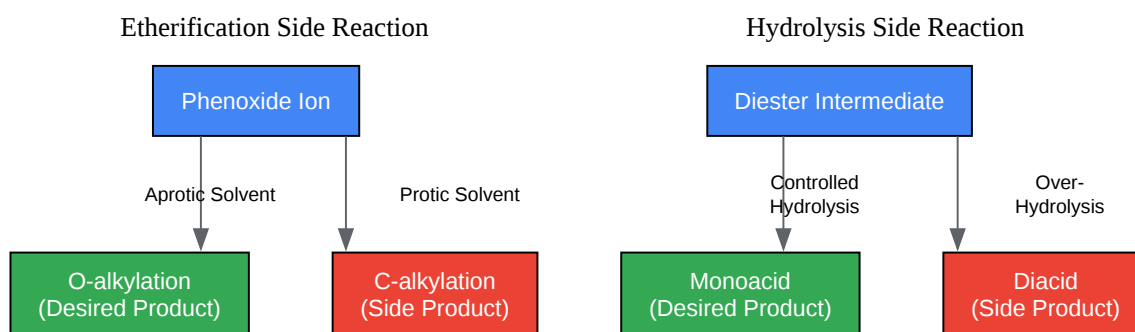 Etherification Side Reaction
Phenoxide Ion
Aprotic Solvent
Protic Solvent
O-alkylation
(Desired Product)
C-alkylation
(Side Product)
Hydrolysis Side Reaction
Diester Intermediate
Controlled
Hydrolysis
Over-
Hydrolysis
Monoacid
(Desired Product)
Diacid
(Side Product)